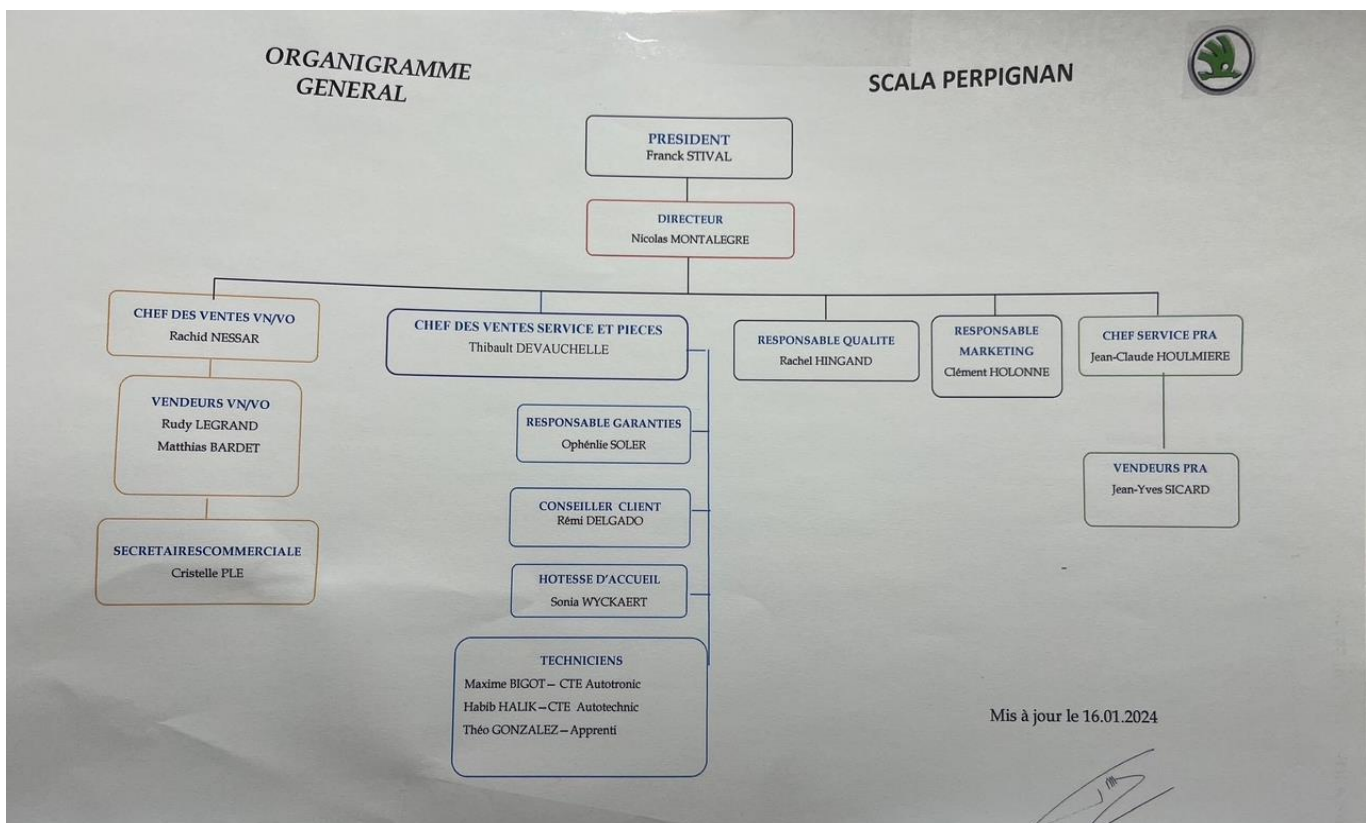 ORGANIGRAMME
GENERAL
SCALA PERPIGNAN
PRESIDENT
Franck STIVAL
DIRECTEUR
Nicolas MONTALEGRE
CHEF DES VENTES VN/VO
Rachid NESSAR
VENDEURS VN/VO
Rudy LEGRAND
Matthias BARDET
SECRETAIRESCOMMERCIALE
Cristelle PLE
CHEF DES VENTES SERVICE ET PIECES
Thibault DEVAUCHELLE
RESPONSABLE GARANTIES
Ophénlie SOLER
CONSEILLER CLIENT
Rémi DELGADO
HOTESSE D'ACCUEIL
Sonia WYCKAERT
TECHNICIENS
Maxime BIGOT – CTE Autotronic
Habib HALIK – CTE Autotechnic
Théo GONZALEZ – Apprenti
RESPONSABLE QUALITE
Rachel HINGAND
RESPONSABLE
MARKETING
Clément HOLONNE
CHEF SERVICE PRA
Jean-Claude HOULMIERE
VENDEURS PRA
Jean-Yves SICARD
Mis à jour le 16.01.2024